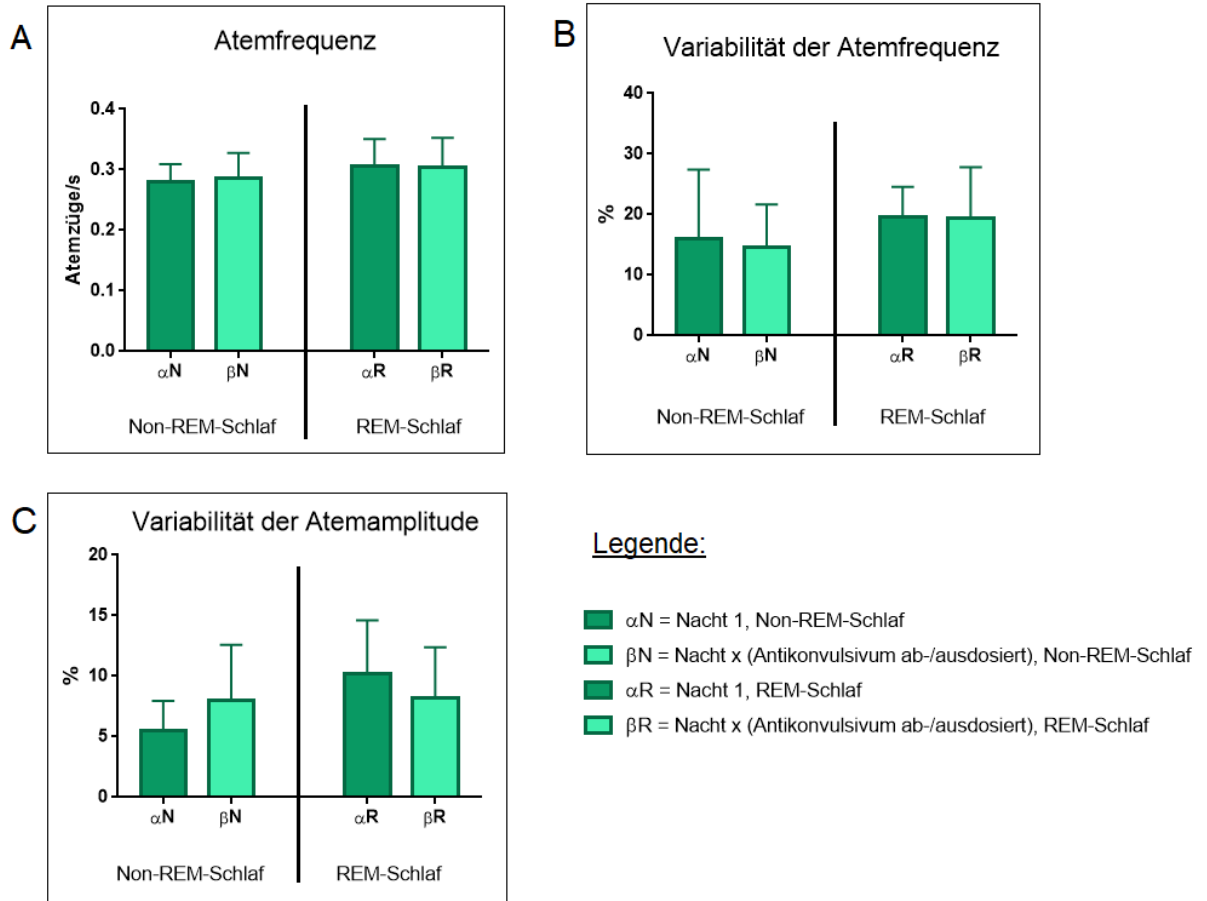 A
Atemfrequenz
Atemzüge/s
0.4
0.3
0.2
0.1
0.0
αN
βN
αR
βR
Non-REM-Schlaf
REM-Schlaf
B
Variabilität der Atemfrequenz
%
40
30
20
10
0
αN
βN
αR
βR
Non-REM-Schlaf
REM-Schlaf
C
Variabilität der Atemamplitude
%
20
15
10
5
0
αN
βN
αR
βR
Non-REM-Schlaf
REM-Schlaf
Legende:
αN = Nacht 1, Non-REM-Schlaf
βN = Nacht x (Antikonvulsivum ab-/ausdosiert), Non-REM-Schlaf
αR = Nacht 1, REM-Schlaf
βR = Nacht x (Antikonvulsivum ab-/ausdosiert), REM-Schlaf